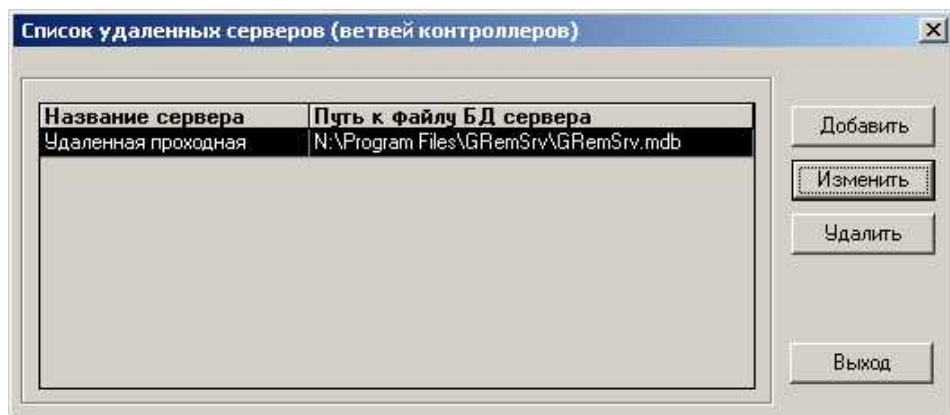 Список удаленных серверов (ветвей контроллеров)
Название сервера Путь к файлу БД сервера
Удаленная проходная N:\Program Files\GRemSrv\GRemSrv.mdb
Добавить
Изменить
Удалить
Выход